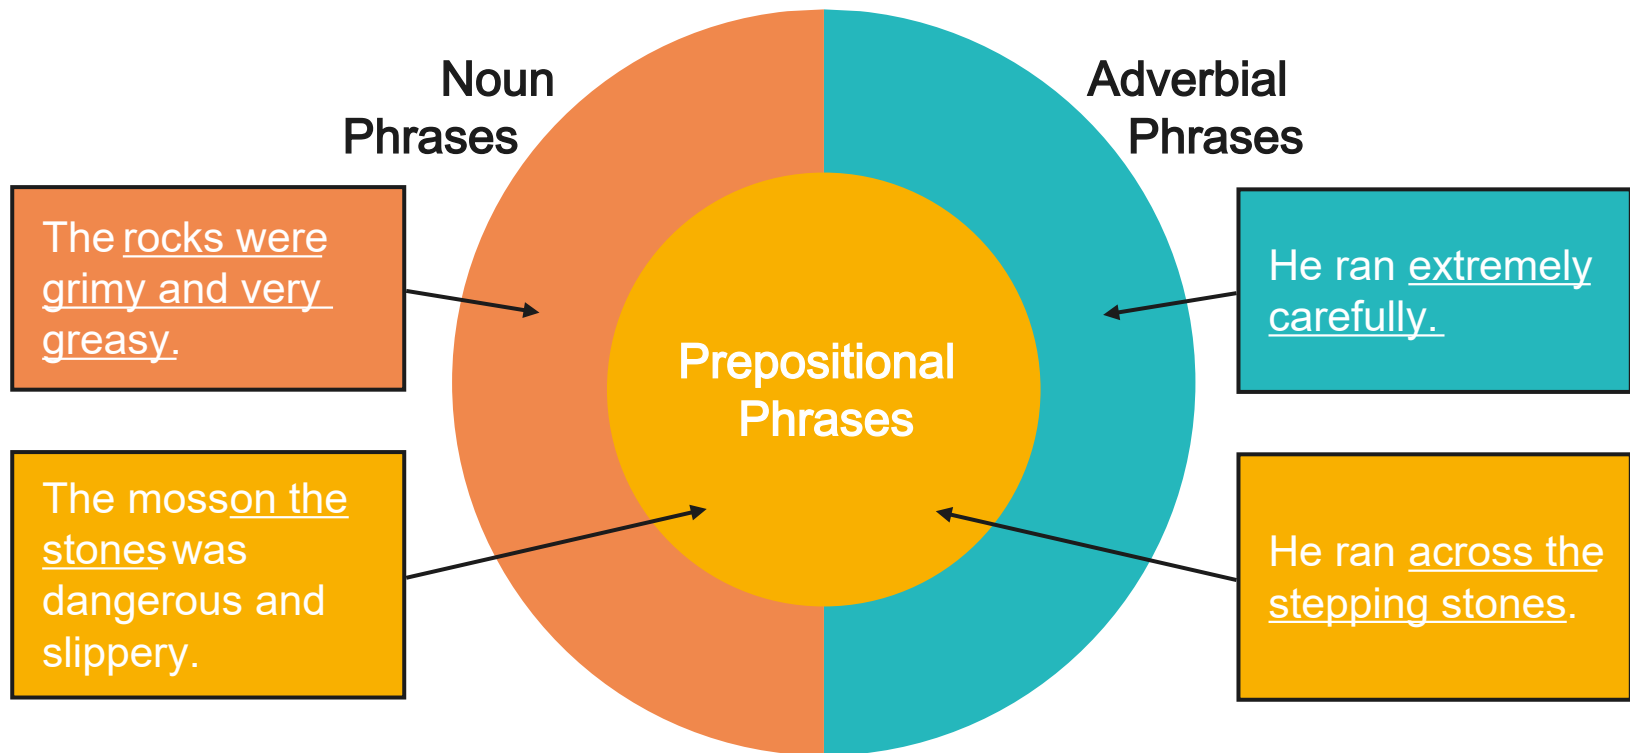 Noun
Phrases
Adverbial
Phrases
The rocks were
grimy and very
greasy.
He ran extremely
carefully.
Prepositional
Phrases
The mosson the
stones was
dangerous and
slippery.
He ran across the
stepping stones.